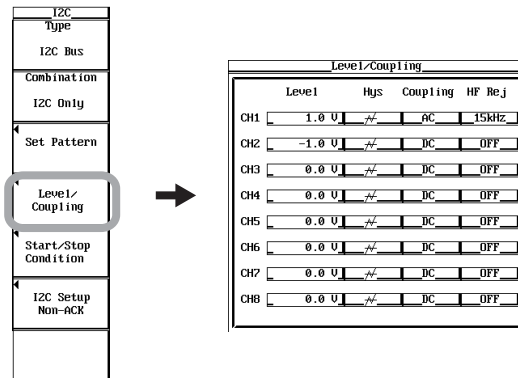 I2C
Type
I2C Bus
Combination
I2C Only
Set Pattern
Level/
Coupling
Start/Stop
Condition
I2C Setup
Non-ACK
Level/Coupling
Level Hys Coupling HF Rej
CH1 1.0 V AC 15kHz
CH2 -1.0 V DC OFF
CH3 0.0 V DC OFF
CH4 0.0 V DC OFF
CH5 0.0 V DC OFF
CH6 0.0 V DC OFF
CH7 0.0 V DC OFF
CH8 0.0 V DC OFF